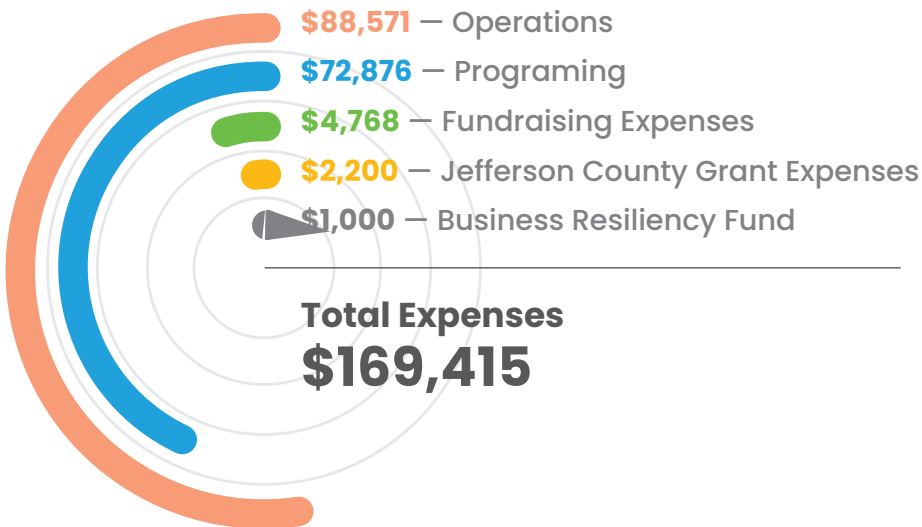 $88,571 — Operations
$72,876 — Programing
$4,768 — Fundraising Expenses
$2,200 — Jefferson County Grant Expenses
$1,000 — Business Resiliency Fund
Total Expenses
$169,415